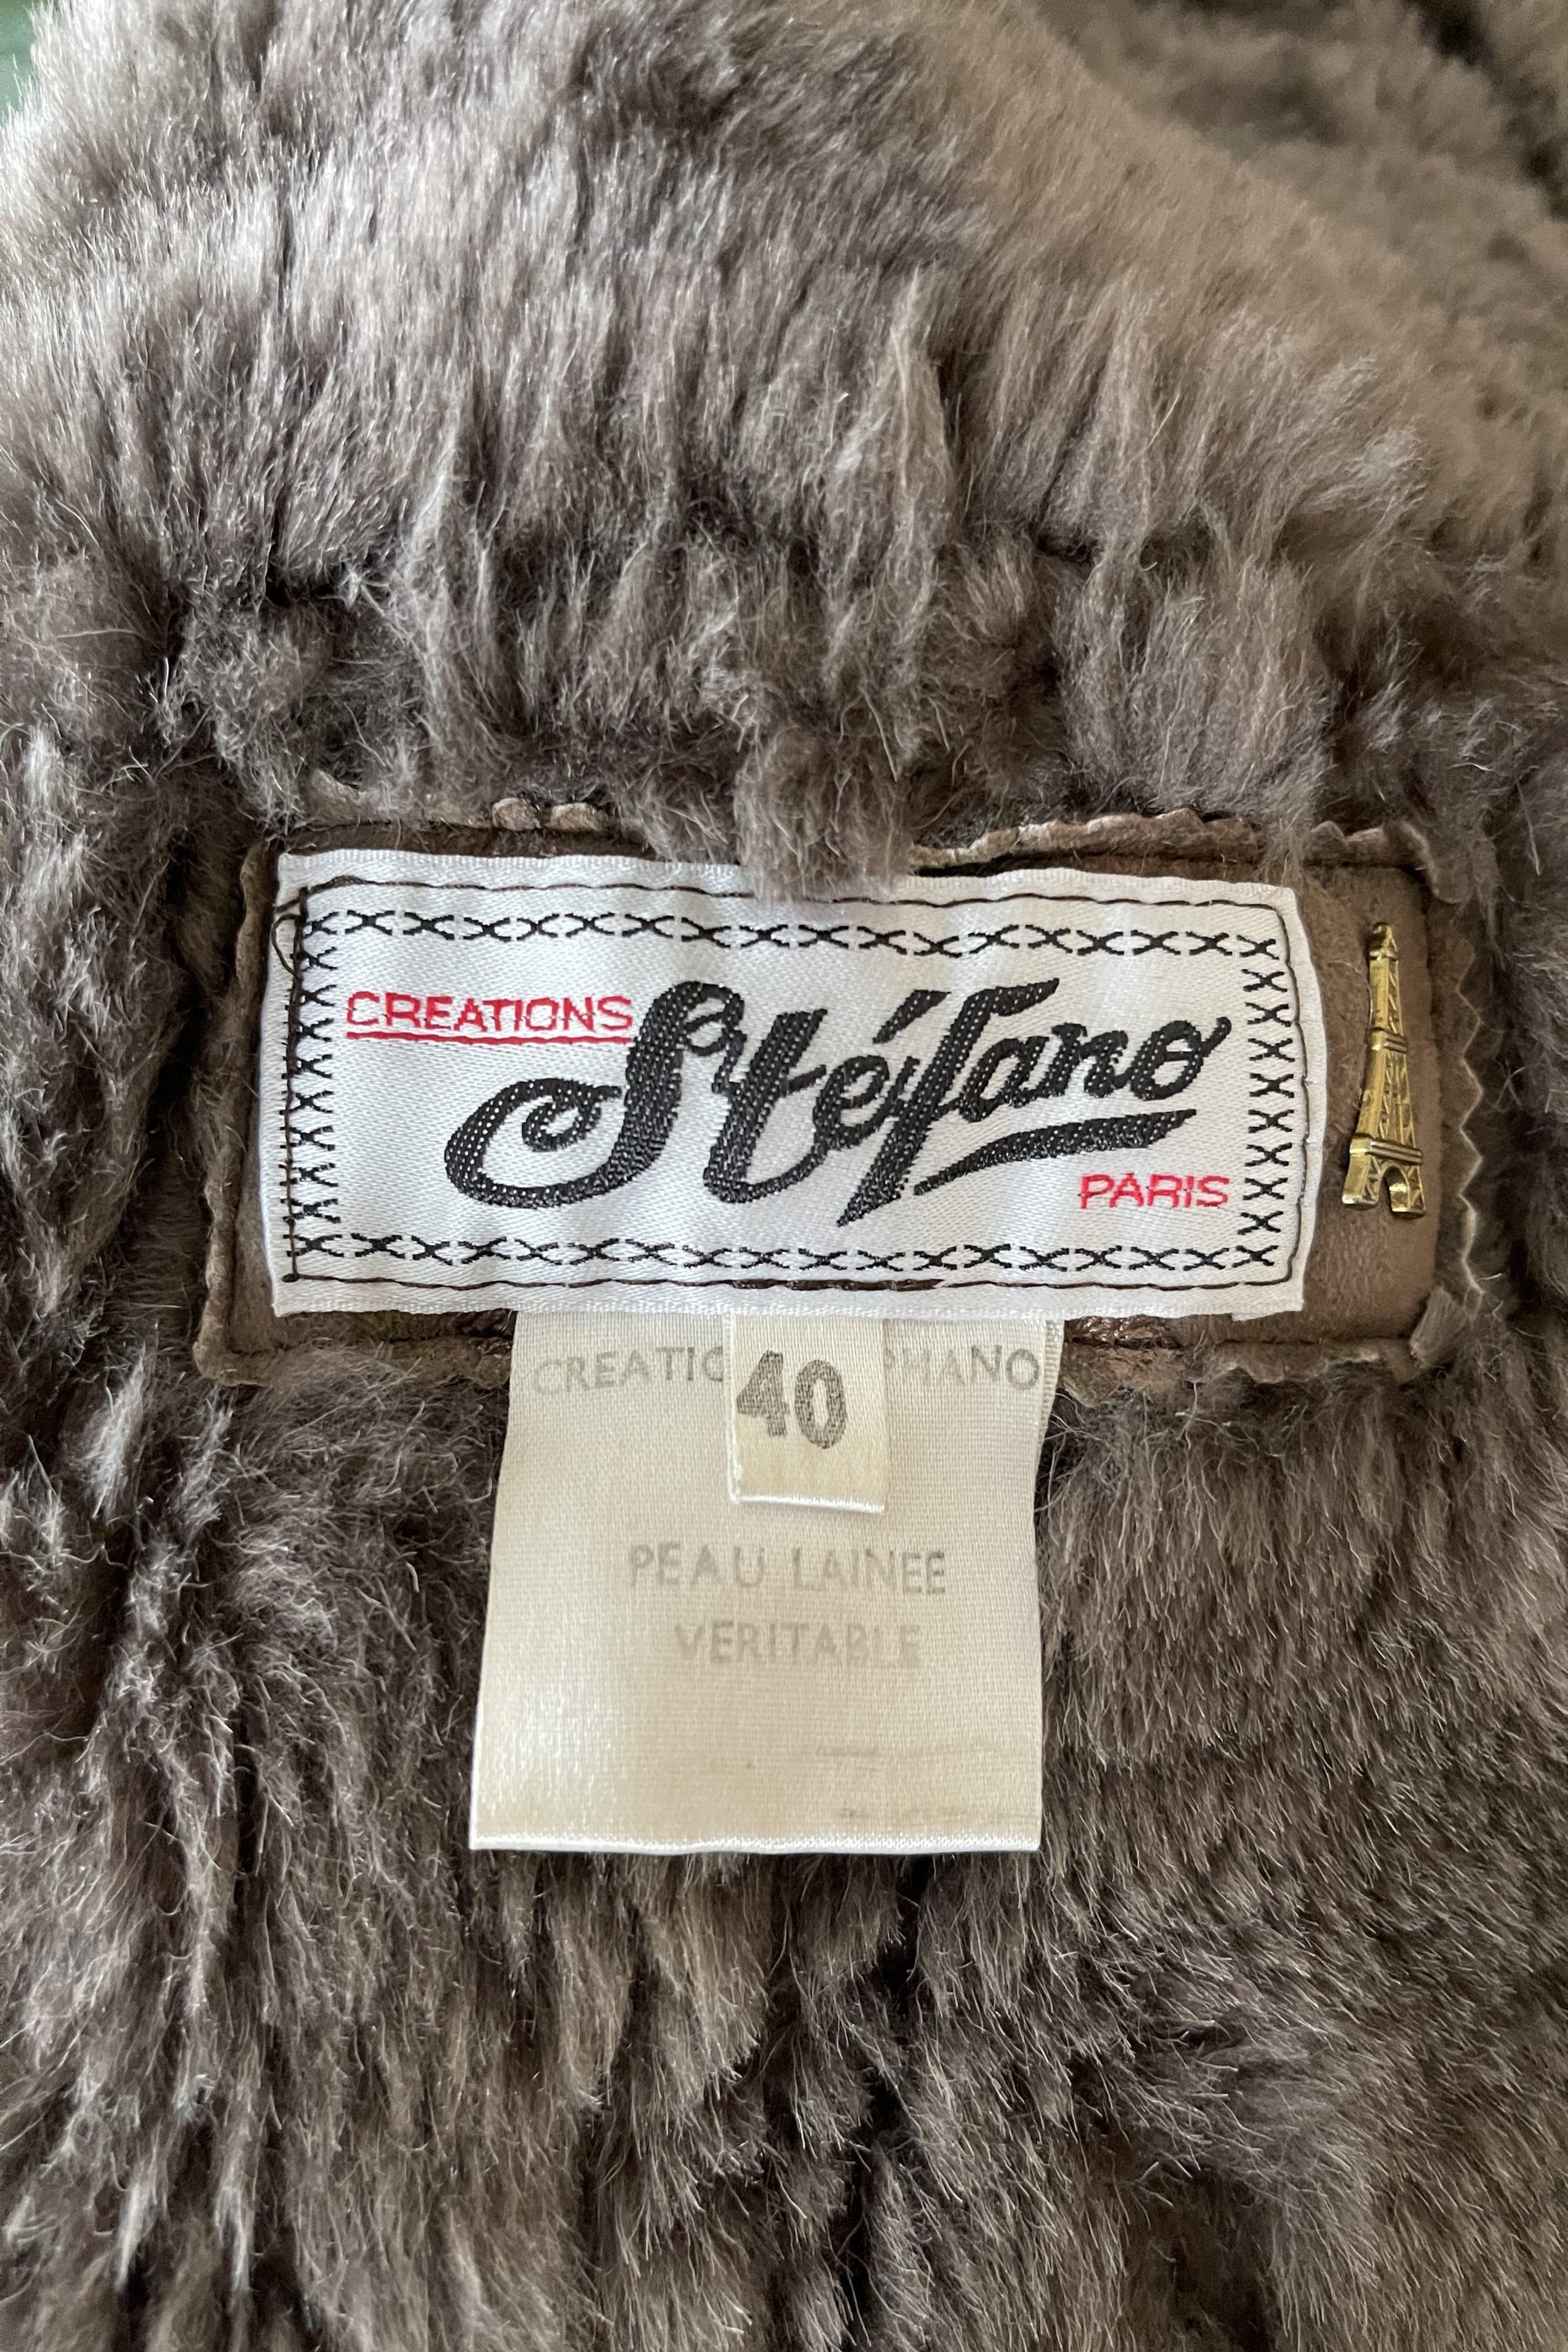 CREATIONS
Stéfano
PARIS
40
PEAU LAINEE
VERITABLE